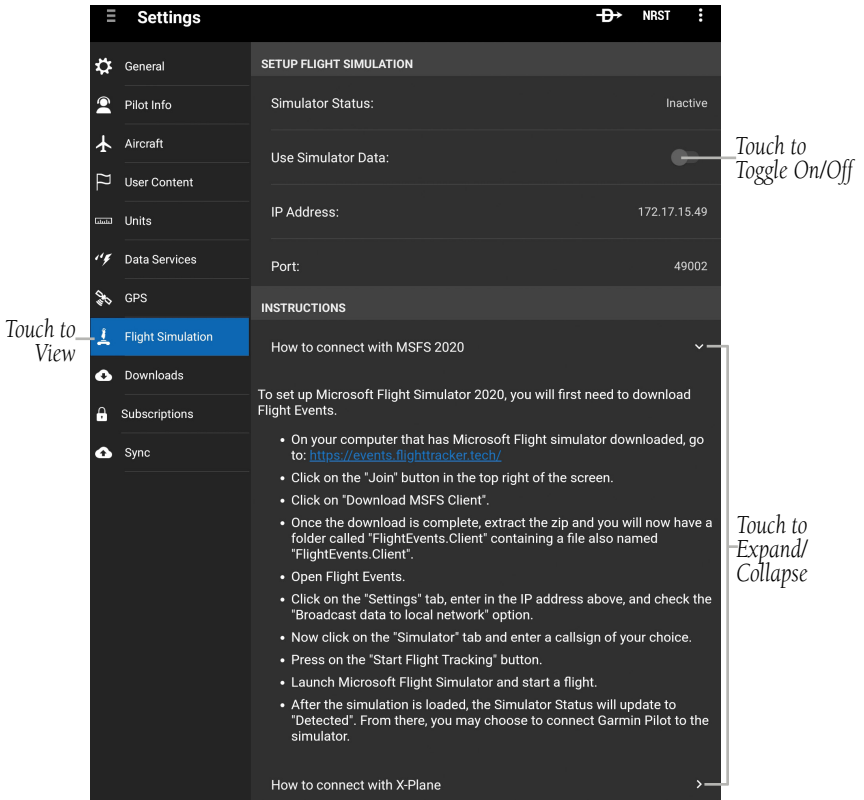 Settings
NRST
General
Pilot Info
Aircraft
User Content
Units
Data Services
GPS
Flight Simulation
Downloads
Subscriptions
Sync
Touch to
View
SETUP FLIGHT SIMULATION
Simulator Status:
Inactive
Use Simulator Data:
Touch to
Toggle On/Off
IP Address:
172.17.15.49
Port:
49002
INSTRUCTIONS
How to connect with MSFS 2020
To set up Microsoft Flight Simulator 2020, you will first need to download
Flight Events.
• On your computer that has Microsoft Flight simulator downloaded, go
to: https://events.flighttracker.tech/
• Click on the "Join" button in the top right of the screen.
• Click on "Download MSFS Client".
• Once the download is complete, extract the zip and you will now have a
folder called "FlightEvents.Client" containing a file also named
"FlightEvents.Client".
• Open Flight Events.
• Click on the "Settings" tab, enter in the IP address above, and check the
"Broadcast data to local network" option.
• Now click on the "Simulator" tab and enter a callsign of your choice.
• Press on the "Start Flight Tracking" button.
• Launch Microsoft Flight Simulator and start a flight.
• After the simulation is loaded, the Simulator Status will update to
"Detected". From there, you may choose to connect Garmin Pilot to the
simulator.
How to connect with X-Plane
Touch to
Expand/
Collapse